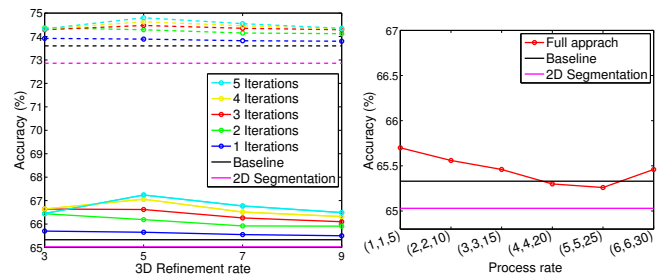 75
74
73
72
71
70
69
68
67
66
65
3 5 7 9
Accuracy (%)
3D Refinement rate
5 Iterations
4 Iterations
3 Iterations
2 Iterations
1 Iterations
Baseline
2D Segmentation
67
66.5
66
65.5
65
Accuracy (%)
Full apprach
Baseline
2D Segmentation
(1,1,5) (2,2,10) (3,3,15) (4,4,20) (5,5,25) (6,6,30)
Process rate